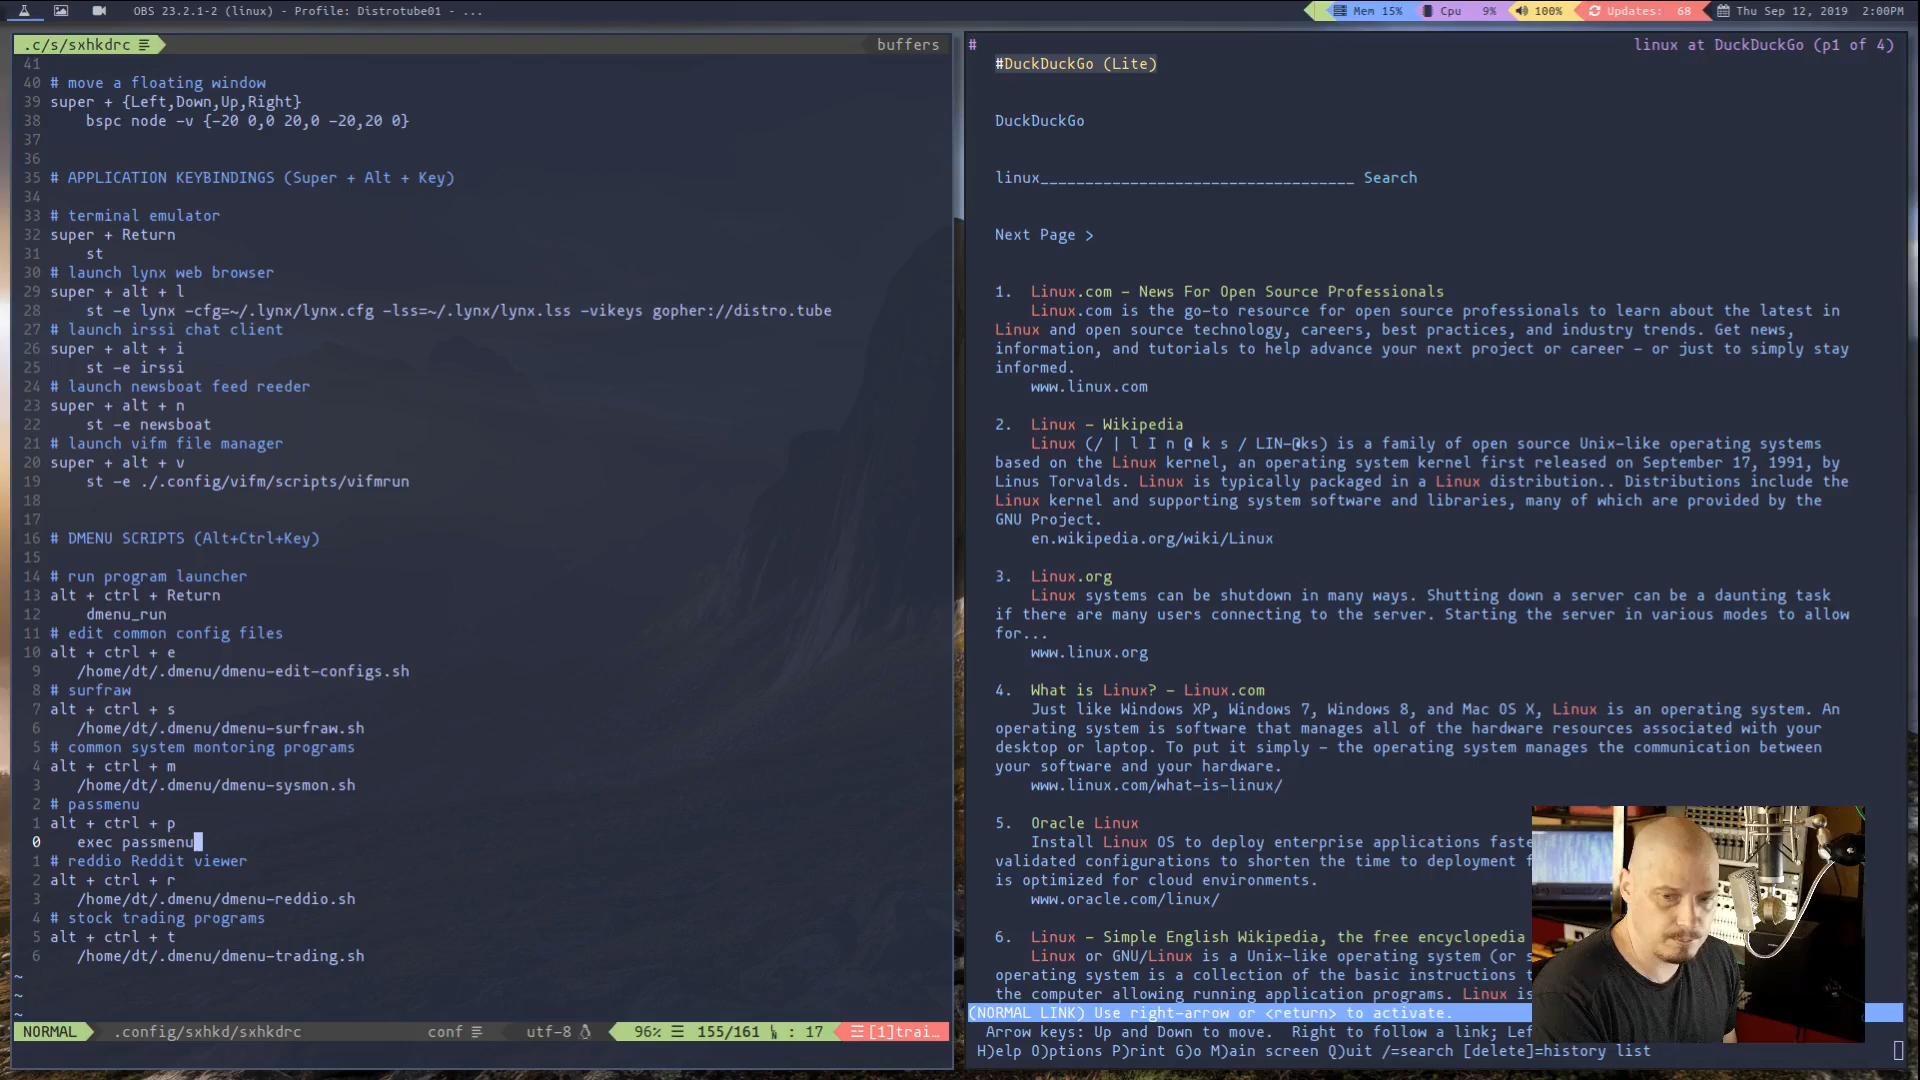 OBS 23.2.1-2 (linux) - Profile: Distrotube01 - ...
Mem 15% Cpu 9% 100% Updates: 68 Thu Sep 12, 2019 2:00PM
.c/s/sxhkdrc buffers
41
40 # move a floating window
39 super + {Left,Down,Up,Right}
38 bspc node -v {-20 0,0 20,0 -20,20 0}
37
36
35 # APPLICATION KEYBINDINGS (Super + Alt + Key)
34
33 # terminal emulator
32 super + Return
31 st
30 # launch lynx web browser
29 super + alt + l
28 st -e lynx -cfg=~/.lynx/lynx.cfg -lss=~/.lynx/lynx.lss -vikeys gopher://distro.tube
27 # launch irssi chat client
26 super + alt + i
25 st -e irssi
24 # launch newsboat feed reeder
23 super + alt + n
22 st -e newsboat
21 # launch vifm file manager
20 super + alt + v
19 st -e ./.config/vifm/scripts/vifmrun
18
17
16 # DMENU SCRIPTS (Alt+Ctrl+Key)
15
14 # run program launcher
13 alt + ctrl + Return
12 dmenu_run
11 # edit common config files
10 alt + ctrl + e
9 /home/dt/.dmenu/dmenu-edit-configs.sh
8 # surfraw
7 alt + ctrl + s
6 /home/dt/.dmenu/dmenu-surfraw.sh
5 # common system montoring programs
4 alt + ctrl + m
3 /home/dt/.dmenu/dmenu-sysmon.sh
2 # passmenu
1 alt + ctrl + p
0 exec passmenu
1 # reddio Reddit viewer
2 alt + ctrl + r
3 /home/dt/.dmenu/dmenu-reddio.sh
4 # stock trading programs
5 alt + ctrl + t
6 /home/dt/.dmenu/dmenu-trading.sh
~
~
~
NORMAL .config/sxhkd/sxhkdrc conf utf-8 96% 155/161 : 17 [1]trai...
# linux at DuckDuckGo (p1 of 4)
#DuckDuckGo (Lite)
DuckDuckGo
linux___________________________________ Search
Next Page >
1. Linux.com - News For Open Source Professionals
Linux.com is the go-to resource for open source professionals to learn about the latest in
Linux and open source technology, careers, best practices, and industry trends. Get news,
information, and tutorials to help advance your next project or career - or just to simply stay
informed.
www.linux.com
2. Linux - Wikipedia
Linux (/ | l I n @ k s / LIN-@ks) is a family of open source Unix-like operating systems
based on the Linux kernel, an operating system kernel first released on September 17, 1991, by
Linus Torvalds. Linux is typically packaged in a Linux distribution.. Distributions include the
Linux kernel and supporting system software and libraries, many of which are provided by the
GNU Project.
en.wikipedia.org/wiki/Linux
3. Linux.org
Linux systems can be shutdown in many ways. Shutting down a server can be a daunting task
if there are many users connecting to the server. Starting the server in various modes to allow
for...
www.linux.org
4. What is Linux? - Linux.com
Just like Windows XP, Windows 7, Windows 8, and Mac OS X, Linux is an operating system. An
operating system is software that manages all of the hardware resources associated with your
desktop or laptop. To put it simply - the operating system manages the communication between
your software and your hardware.
www.linux.com/what-is-linux/
5. Oracle Linux
Install Linux OS to deploy enterprise applications faste
validated configurations to shorten the time to deployment f
is optimized for cloud environments.
www.oracle.com/linux/
6. Linux - Simple English Wikipedia, the free encyclopedia
Linux or GNU/Linux is a Unix-like operating system (or s
operating system is a collection of the basic instructions t
the computer allowing running application programs. Linux is
(NORMAL LINK) Use right-arrow or <return> to activate.
Arrow keys: Up and Down to move. Right to follow a link; Lef
H)elp O)ptions P)rint G)o M)ain screen Q)uit /=search [delete]=history list